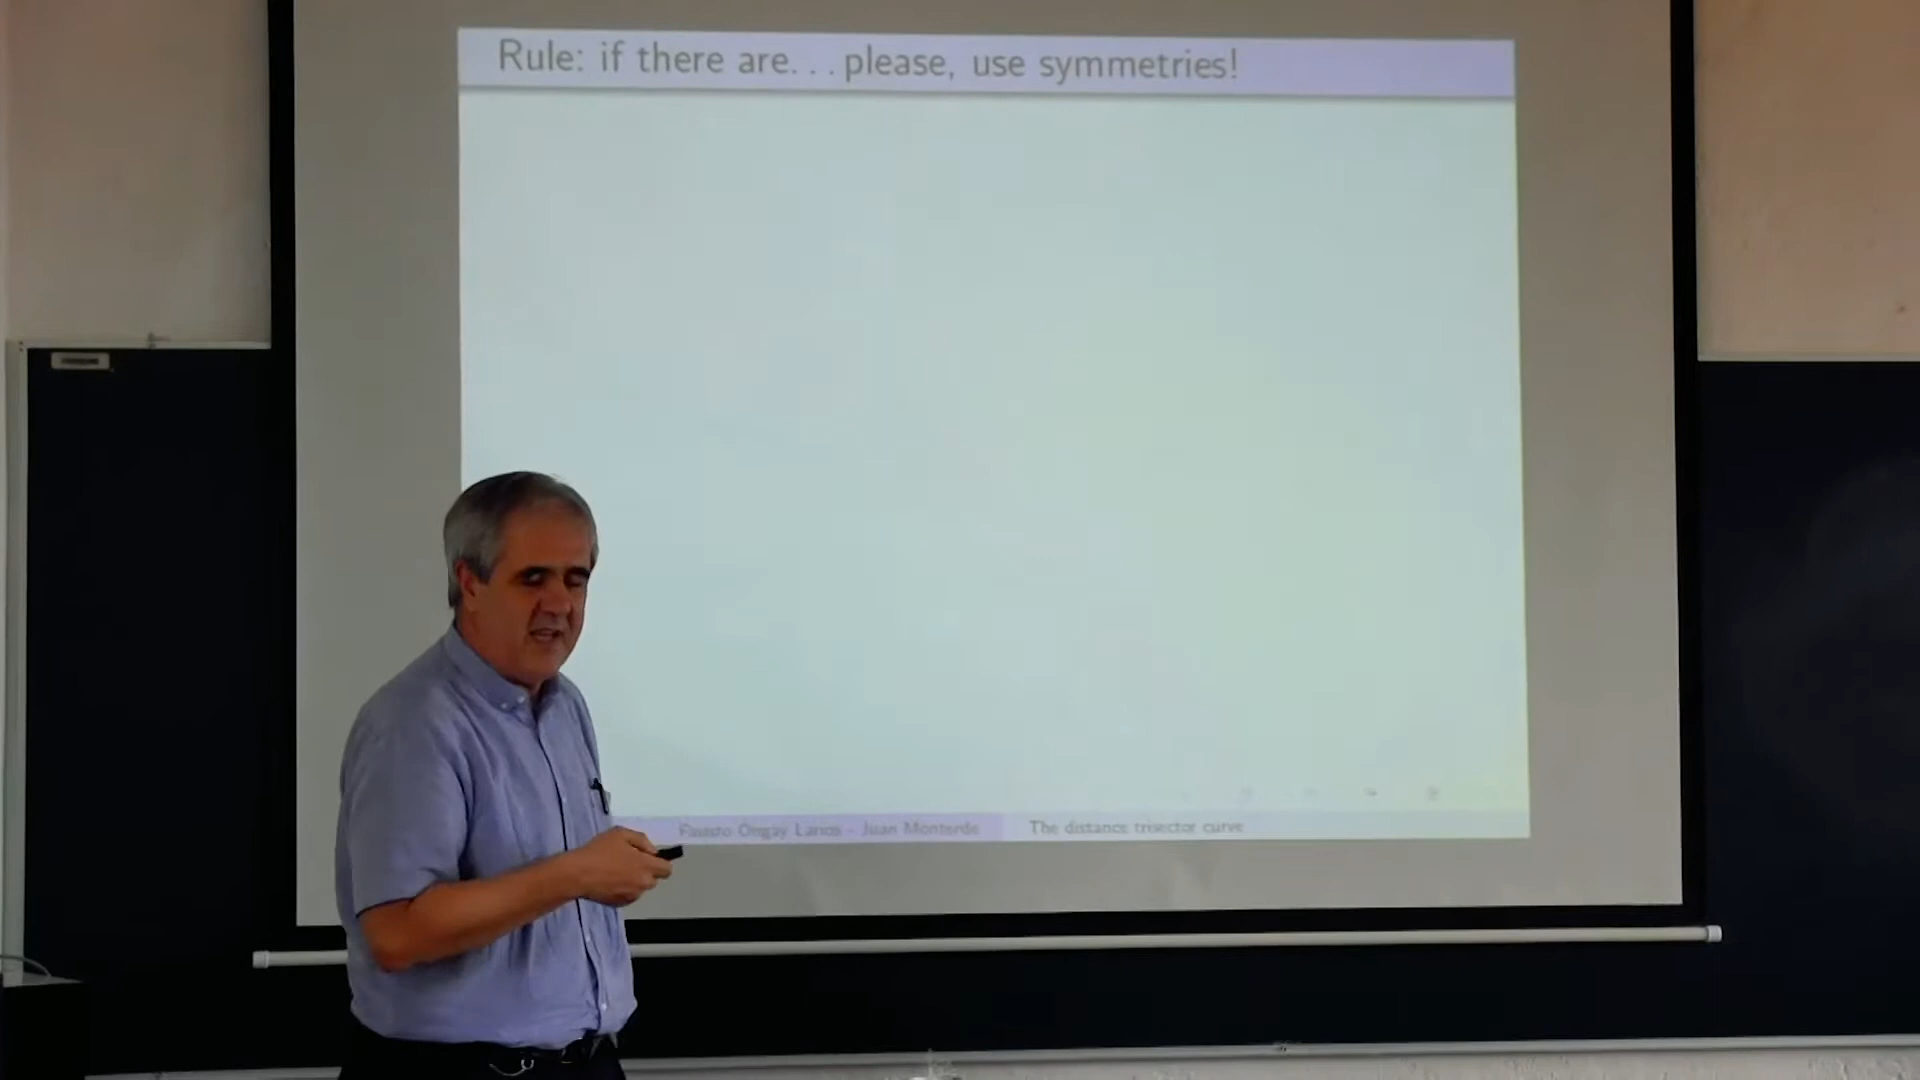 Rule: if there are. . . please, use symmetries!
Fausto Ongay Larios - Juan Monterde
The distance trisector curve